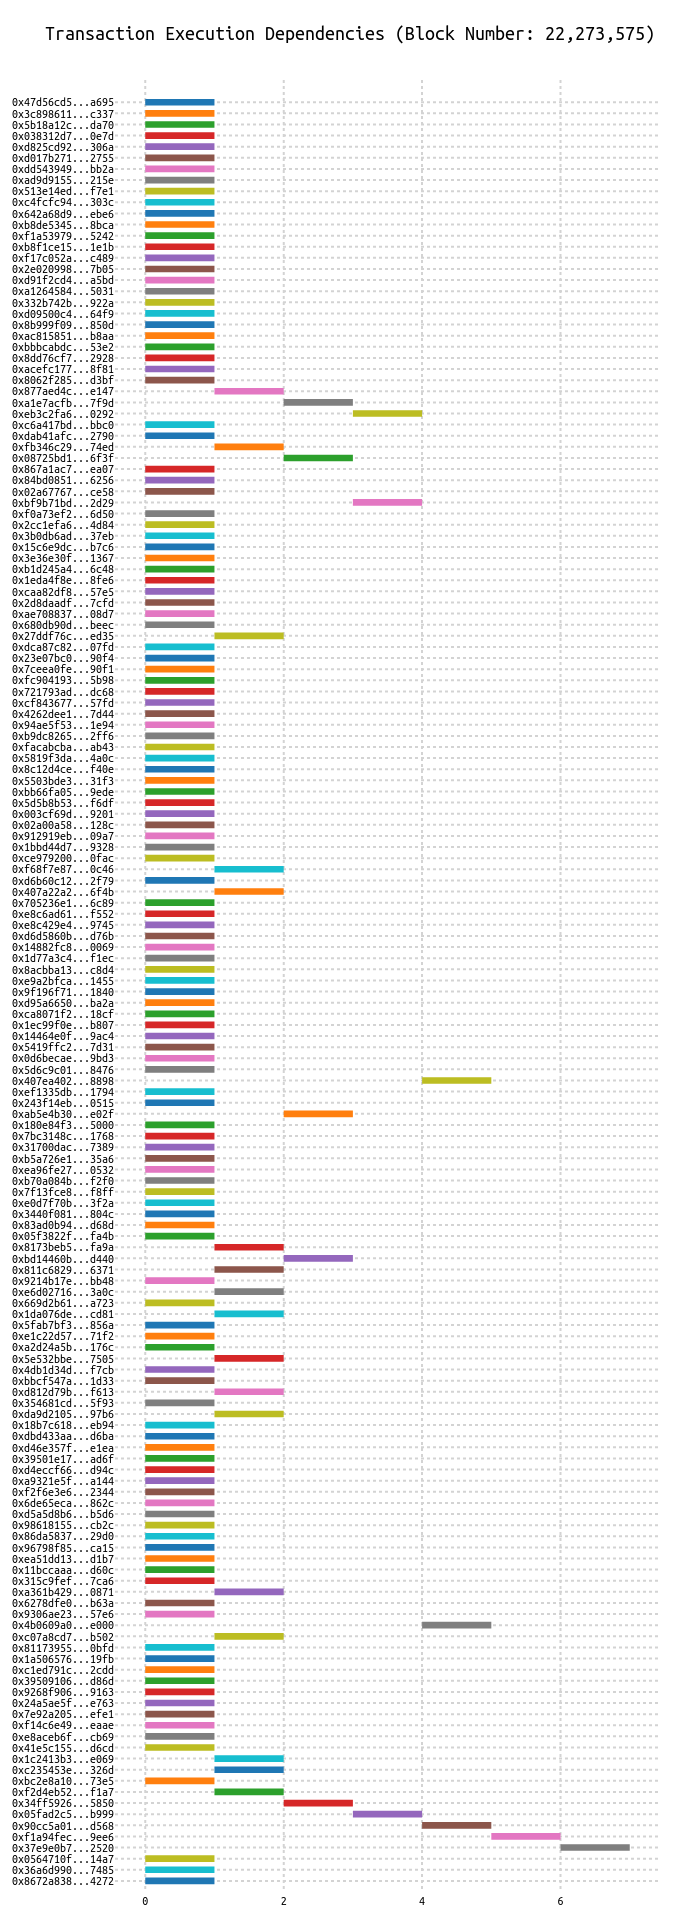 Transaction Execution Dependencies (Block Number: 22,273,575)
0x47d56cd5...a695
0x3c898611...c337
0x5b18a12c...da70
0x038312d7...0e7d
0xd825cd92...306a
0xd017b271...2755
0xdd543949...bb2a
0xad9d9155...215e
0x513e14ed...f7e1
0xc4fcfc94...303c
0x642a68d9...ebe6
0xb8de5345...8bca
0xf1a53979...5242
0xb8f1ce15...1e1b
0xf17c052a...c489
0x2e020998...7b05
0xd91f2cd4...a5bd
0xa1264584...5031
0x332b742b...922a
0xd09500c4...64f9
0x8b999f09...850d
0xac815851...b8aa
0xbbbcabdc...53e2
0x8dd76cf7...2928
0xacefc177...8f81
0x8062f285...d3bf
0x877aed4c...e147
0xa1e7acfb...7f9d
0xeb3c2fa6...0292
0xc6a417bd...bbc0
0xdab41afc...2790
0xfb346c29...74ed
0x08725bd1...6f3f
0x867a1ac7...ea07
0x84bd0851...6256
0x02a67767...ce58
0xbf9b71bd...2d29
0xf0a73ef2...6d50
0x2cc1efa6...4d84
0x3b0db6ad...37eb
0x15c6e9dc...b7c6
0x3e36e30f...1367
0xb1d245a4...6c48
0x1eda4f8e...8fe6
0xcaa82df8...57e5
0x2d8daadf...7cfd
0xae708837...08d7
0x680db90d...beec
0x27ddf76c...ed35
0xdca87c82...07fd
0x23e07bc0...90f4
0x7ceea0fe...90f1
0xfc904193...5b98
0x721793ad...dc68
0xcf843677...57fd
0x4262dee1...7d44
0x94ae5f53...1e94
0xb9dc8265...2ff6
0xfacabcba...ab43
0x5819f3da...4a0c
0x8c12d4ce...f40e
0x5503bde3...31f3
0xbb66fa05...9ede
0x5d5b8b53...f6df
0x003cf69d...9201
0x02a00a58...128c
0x912919eb...09a7
0x1bbd44d7...9328
0xce979200...0fac
0xf68f7e87...0c46
0xd6b60c12...2f79
0x407a22a2...6f4b
0x705236e1...6c89
0xe8c6ad61...f552
0xe8c429e4...9745
0xd6d5860b...d76b
0x14882fc8...0069
0x1d77a3c4...f1ec
0x8acbba13...c8d4
0xe9a2bfca...1455
0x9f196f71...1840
0xd95a6650...ba2a
0xca8071f2...18cf
0x1ec99f0e...b807
0x14464e0f...9ac4
0x5419ffc2...7d31
0x0d6becae...9bd3
0x5d6c9c01...8476
0x407ea402...8898
0xef1335db...1794
0x243f14eb...0515
0xab5e4b30...e02f
0x180e84f3...5000
0x7bc3148c...1768
0x31700dac...7389
0xb5a726e1...35a6
0xea96fe27...0532
0xb70a084b...f2f0
0x7f13fce8...f8ff
0xe0d7f70b...3f2a
0x3440f081...804c
0x83ad0b94...d68d
0x05f3822f...fa4b
0x8173beb5...fa9a
0xbd14460b...d440
0x811c6829...6371
0x9214b17e...bb48
0xe6d02716...3a0c
0x669d2b61...a723
0x1da076de...cd81
0x5fab7bf3...856a
0xe1c22d57...71f2
0xa2d24a5b...176c
0x5e532bbe...7505
0x4db1d34d...f7cb
0xbbcf547a...1d33
0xd812d79b...f613
0x354681cd...5f93
0xda9d2105...97b6
0x18b7c618...eb94
0xdbd433aa...d6ba
0xd46e357f...e1ea
0x39501e17...ad6f
0xd4eccf66...d94c
0xa9321e5f...a144
0xf2f6e3e6...2344
0x6de65eca...862c
0xd5a5d8b6...b5d6
0x98618155...cb2c
0x86da5837...29d0
0x96798f85...ca15
0xea51dd13...d1b7
0x11bccaaa...d60c
0x315c9fef...7ca6
0xa361b429...0871
0x6278dfe0...b63a
0x9306ae23...57e6
0x4b0609a0...e000
0xc07a8cd7...b502
0x81173955...0bfd
0x1a506576...19fb
0xc1ed791c...2cdd
0x39509106...d86d
0x9268f906...9163
0x24a5ae5f...e763
0x7e92a205...efe1
0xf14c6e49...eaae
0xe8aceb6f...cb69
0x41e5c155...d6cd
0x1c2413b3...e069
0xc235453e...326d
0xbc2e8a10...73e5
0xf2d4eb52...f1a7
0x34ff5926...5850
0x05fad2c5...b999
0x90cc5a01...d568
0xf1a94fec...9ee6
0x37e9e0b7...2520
0x0564710f...14a7
0x36a6d990...7485
0x8672a838...4272
0 2 4 6